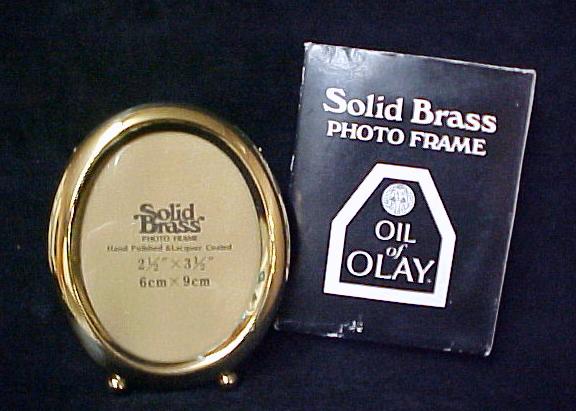 Solid
Brass
PHOTO FRAME
Hand Polished & Lacquer Coated
2½" × 3½"
6cm × 9cm
Solid Brass
PHOTO FRAME
OIL
of
OLAY